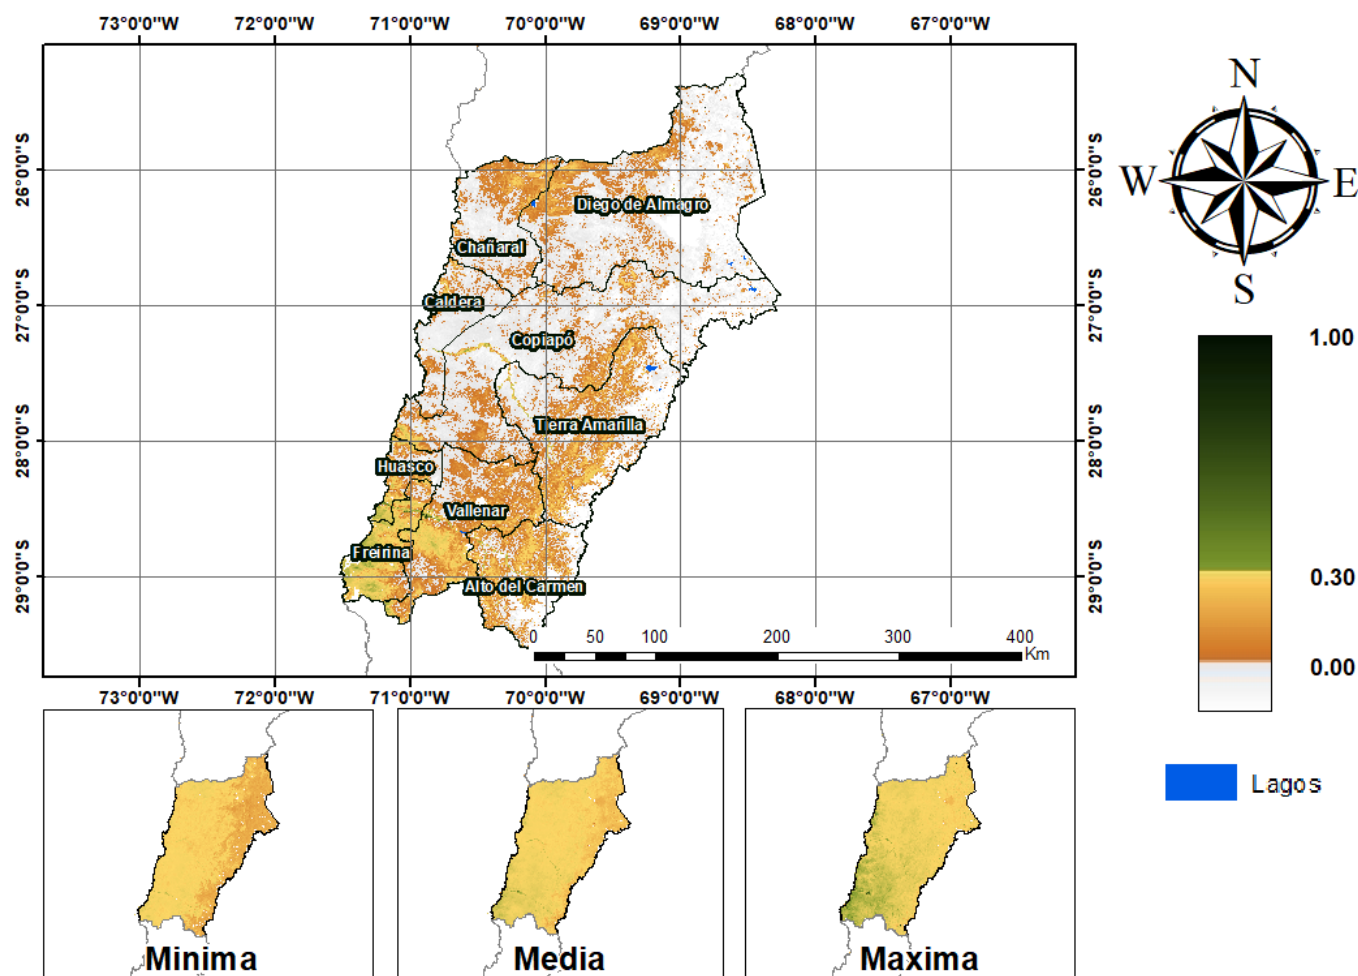 73°0'0"W 72°0'0"W 71°0'0"W 70°0'0"W 69°0'0"W 68°0'0"W 67°0'0"W
N
W E
S
26°0'0"S 26°0'0"S
Diego de Almagro
Chañaral
27°0'0"S 27°0'0"S
Caldera
Copiapó
1.00
Tierra Amarilla
28°0'0"S 28°0'0"S
Huasco
Vallenar
Freirina
0.30
29°0'0"S 29°0'0"S
Alto del Carmen
0 50 100 200 300 400
Km
0.00
73°0'0"W 72°0'0"W 71°0'0"W 70°0'0"W 69°0'0"W 68°0'0"W 67°0'0"W
Lagos
Minima Media Maxima